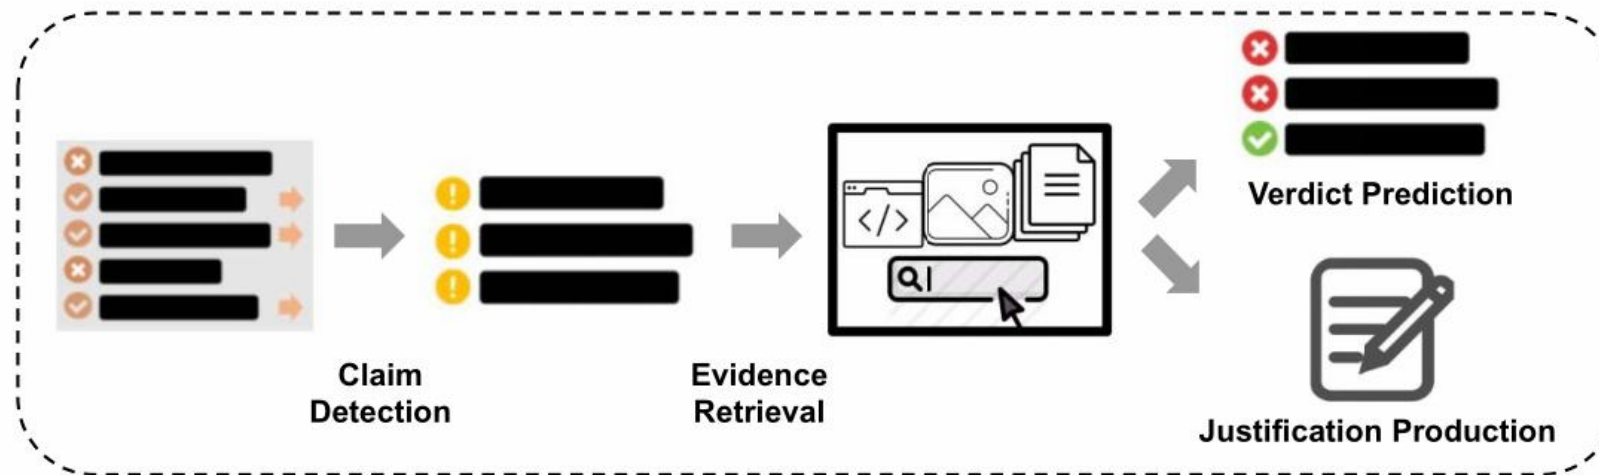 Claim
Detection
Evidence
Retrieval
</>
Verdict Prediction
Justification Production